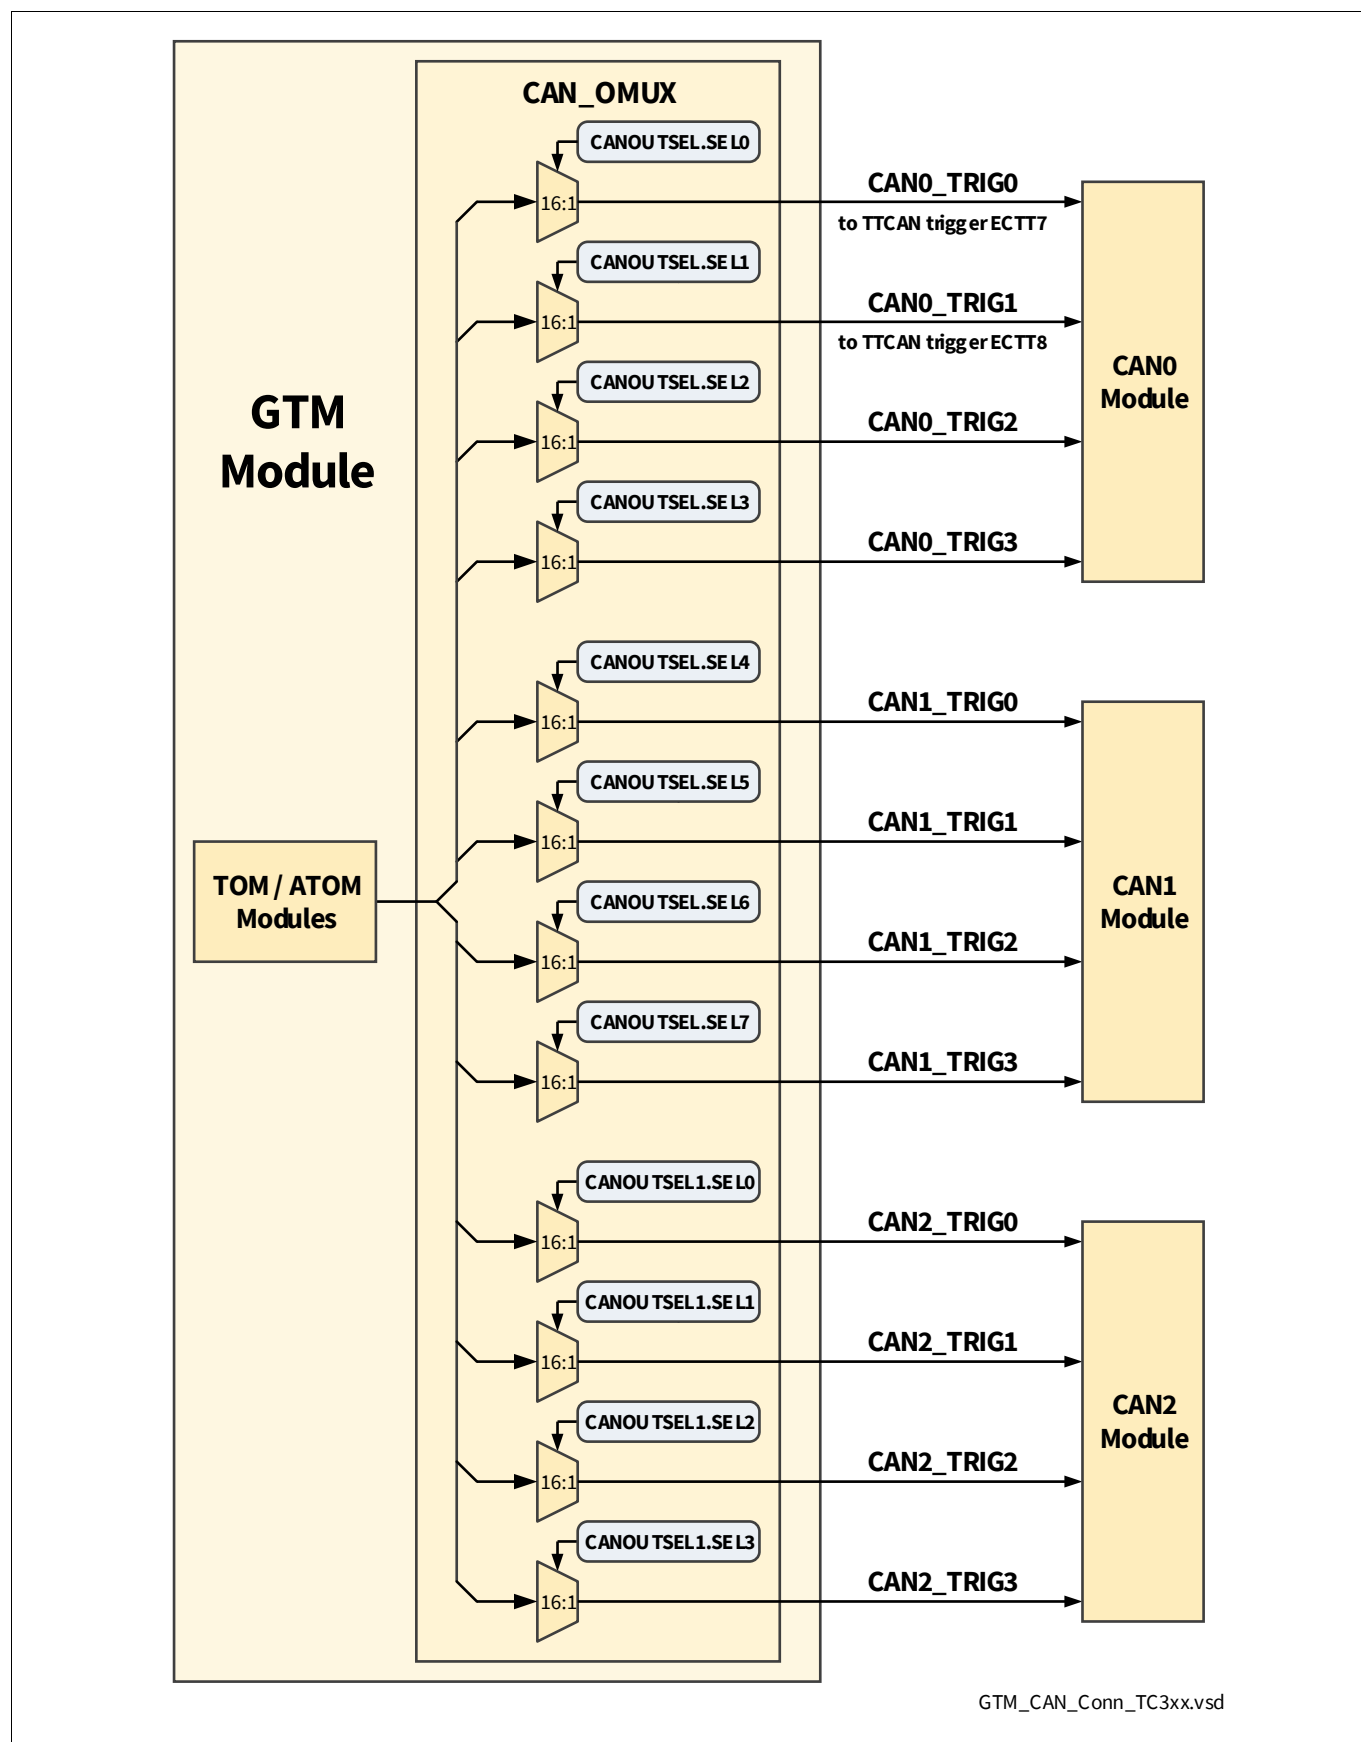 CAN_OMUX
CANOUTSEL.SEL0
16:1
CAN0_TRIG0
to TTCAN trigger ECTT7
CANOUTSEL.SEL1
16:1
CAN0_TRIG1
to TTCAN trigger ECTT8
CANOUTSEL.SEL2
16:1
CAN0_TRIG2
CANOUTSEL.SEL3
16:1
CAN0_TRIG3
CAN0
Module
GTM
Module
CANOUTSEL.SEL4
16:1
CAN1_TRIG0
CANOUTSEL.SEL5
16:1
CAN1_TRIG1
TOM / ATOM
Modules
CANOUTSEL.SEL6
16:1
CAN1_TRIG2
CANOUTSEL.SEL7
16:1
CAN1_TRIG3
CAN1
Module
CANOUTSEL1.SEL0
16:1
CAN2_TRIG0
CANOUTSEL1.SEL1
16:1
CAN2_TRIG1
CANOUTSEL1.SEL2
16:1
CAN2_TRIG2
CANOUTSEL1.SEL3
16:1
CAN2_TRIG3
CAN2
Module
GTM_CAN_Conn_TC3xx.vsd